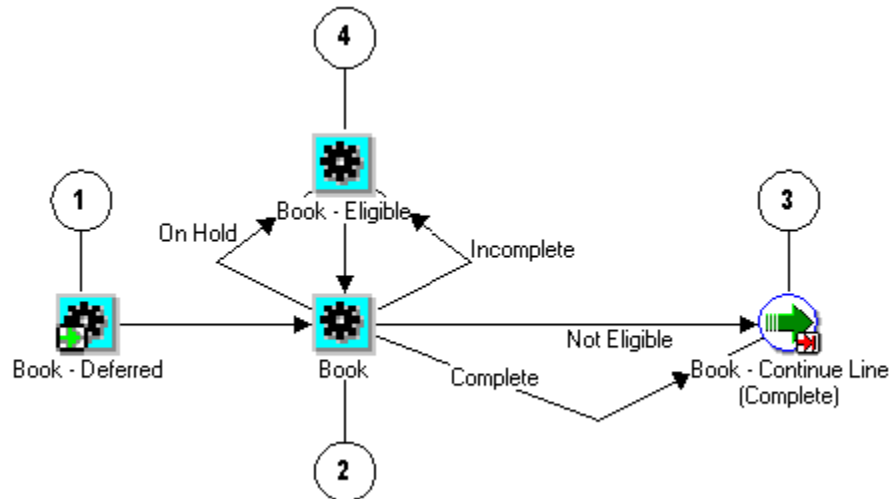 4
Book - Eligible
1
On Hold
Incomplete
3
Book - Deferred
Book
Not Eligible
Complete
Book - Continue Line
(Complete)
2